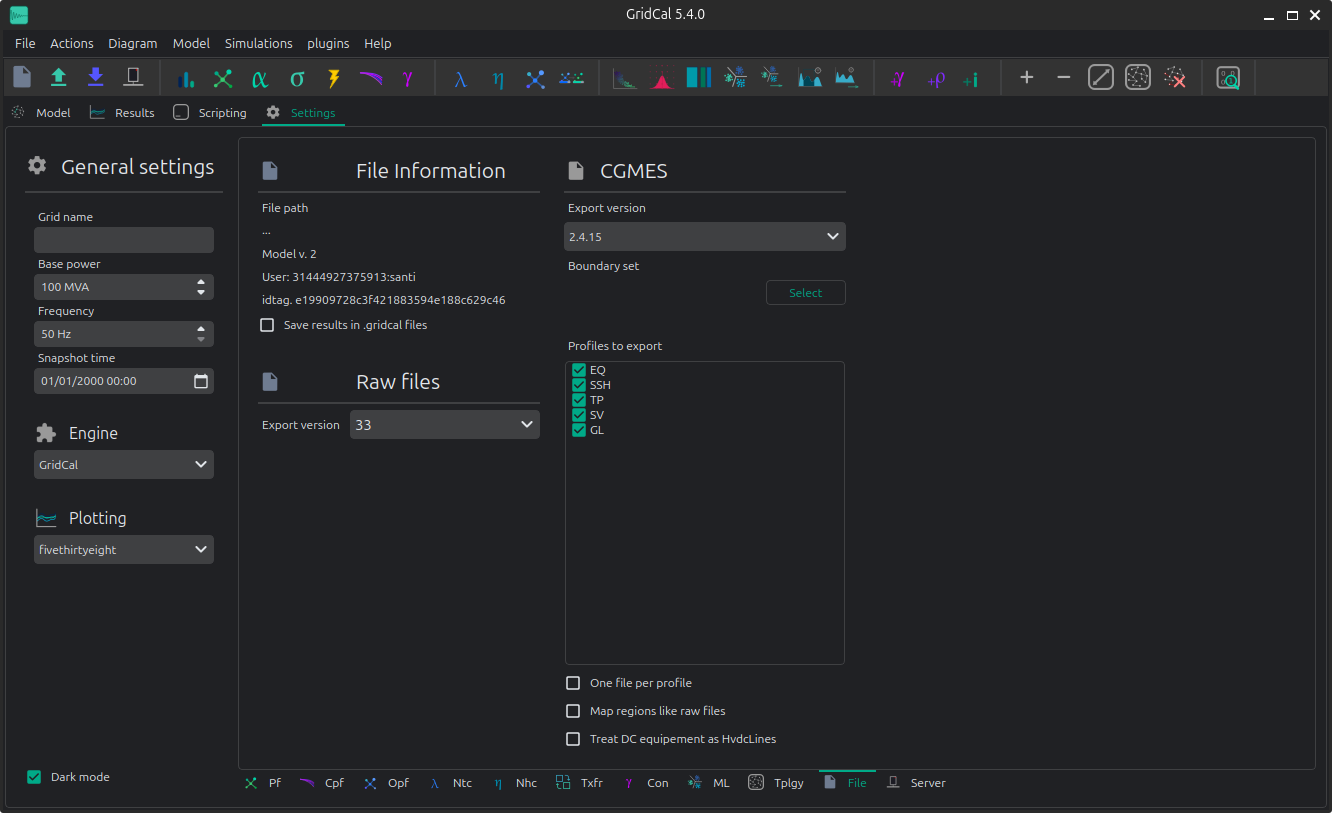 GridCal 5.4.0
File Actions Diagram Model Simulations plugins Help
Model Results Scripting Settings
General settings
Grid name
Base power
100 MVA
Frequency
50 Hz
Snapshot time
01/01/2000 00:00
Engine
GridCal
Plotting
fivethirtyeight
Dark mode
File Information
File path
...
Model v. 2
User: 31444927375913:santi
idtag. e19909728c3f421883594e188c629c46
Save results in .gridcal files
Raw files
Export version 33
CGMES
Export version
2.4.15
Boundary set
Select
Profiles to export
EQ
SSH
TP
SV
GL
One file per profile
Map regions like raw files
Treat DC equipement as HvdcLines
Pf Cpf Opf Ntc Nhc Txfr Con ML Tplgy File Server